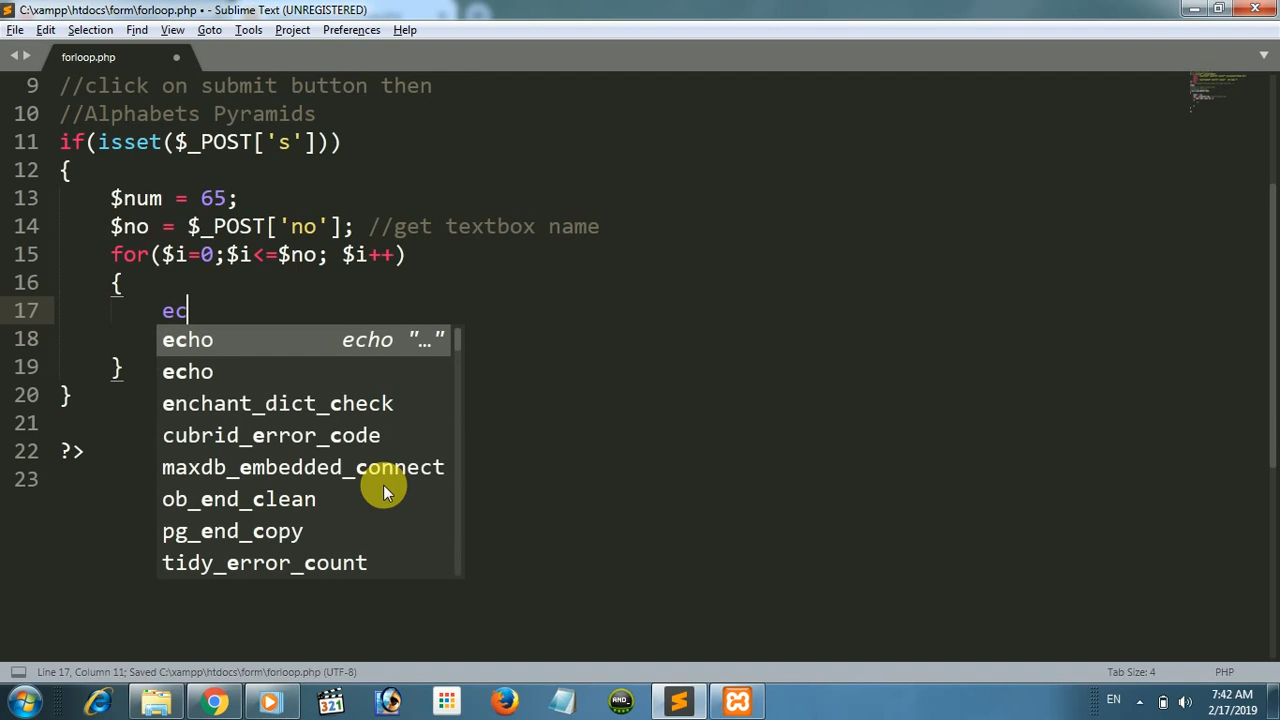 C:\xampp\htdocs\form\forloop.php • - Sublime Text (UNREGISTERED)
File Edit Selection Find View Goto Tools Project Preferences Help
forloop.php
9 //click on submit button then
10 //Alphabets Pyramids
11 if(isset($_POST['s']))
12 {
13 $num = 65;
14 $no = $_POST['no']; //get textbox name
15 for($i=0;$i<=$no; $i++)
16 {
17 ec
echo echo "…"
18
echo
19 }
enchant_dict_check
20 }
cubrid_error_code
21
22 ?>
maxdb_embedded_connect
23
ob_end_clean
pg_end_copy
tidy_error_count
Line 17, Column 11; Saved C:\xampp\htdocs\form\forloop.php (UTF-8) Tab Size: 4 PHP
321
AND_
EN
7:42 AM
2/17/2019